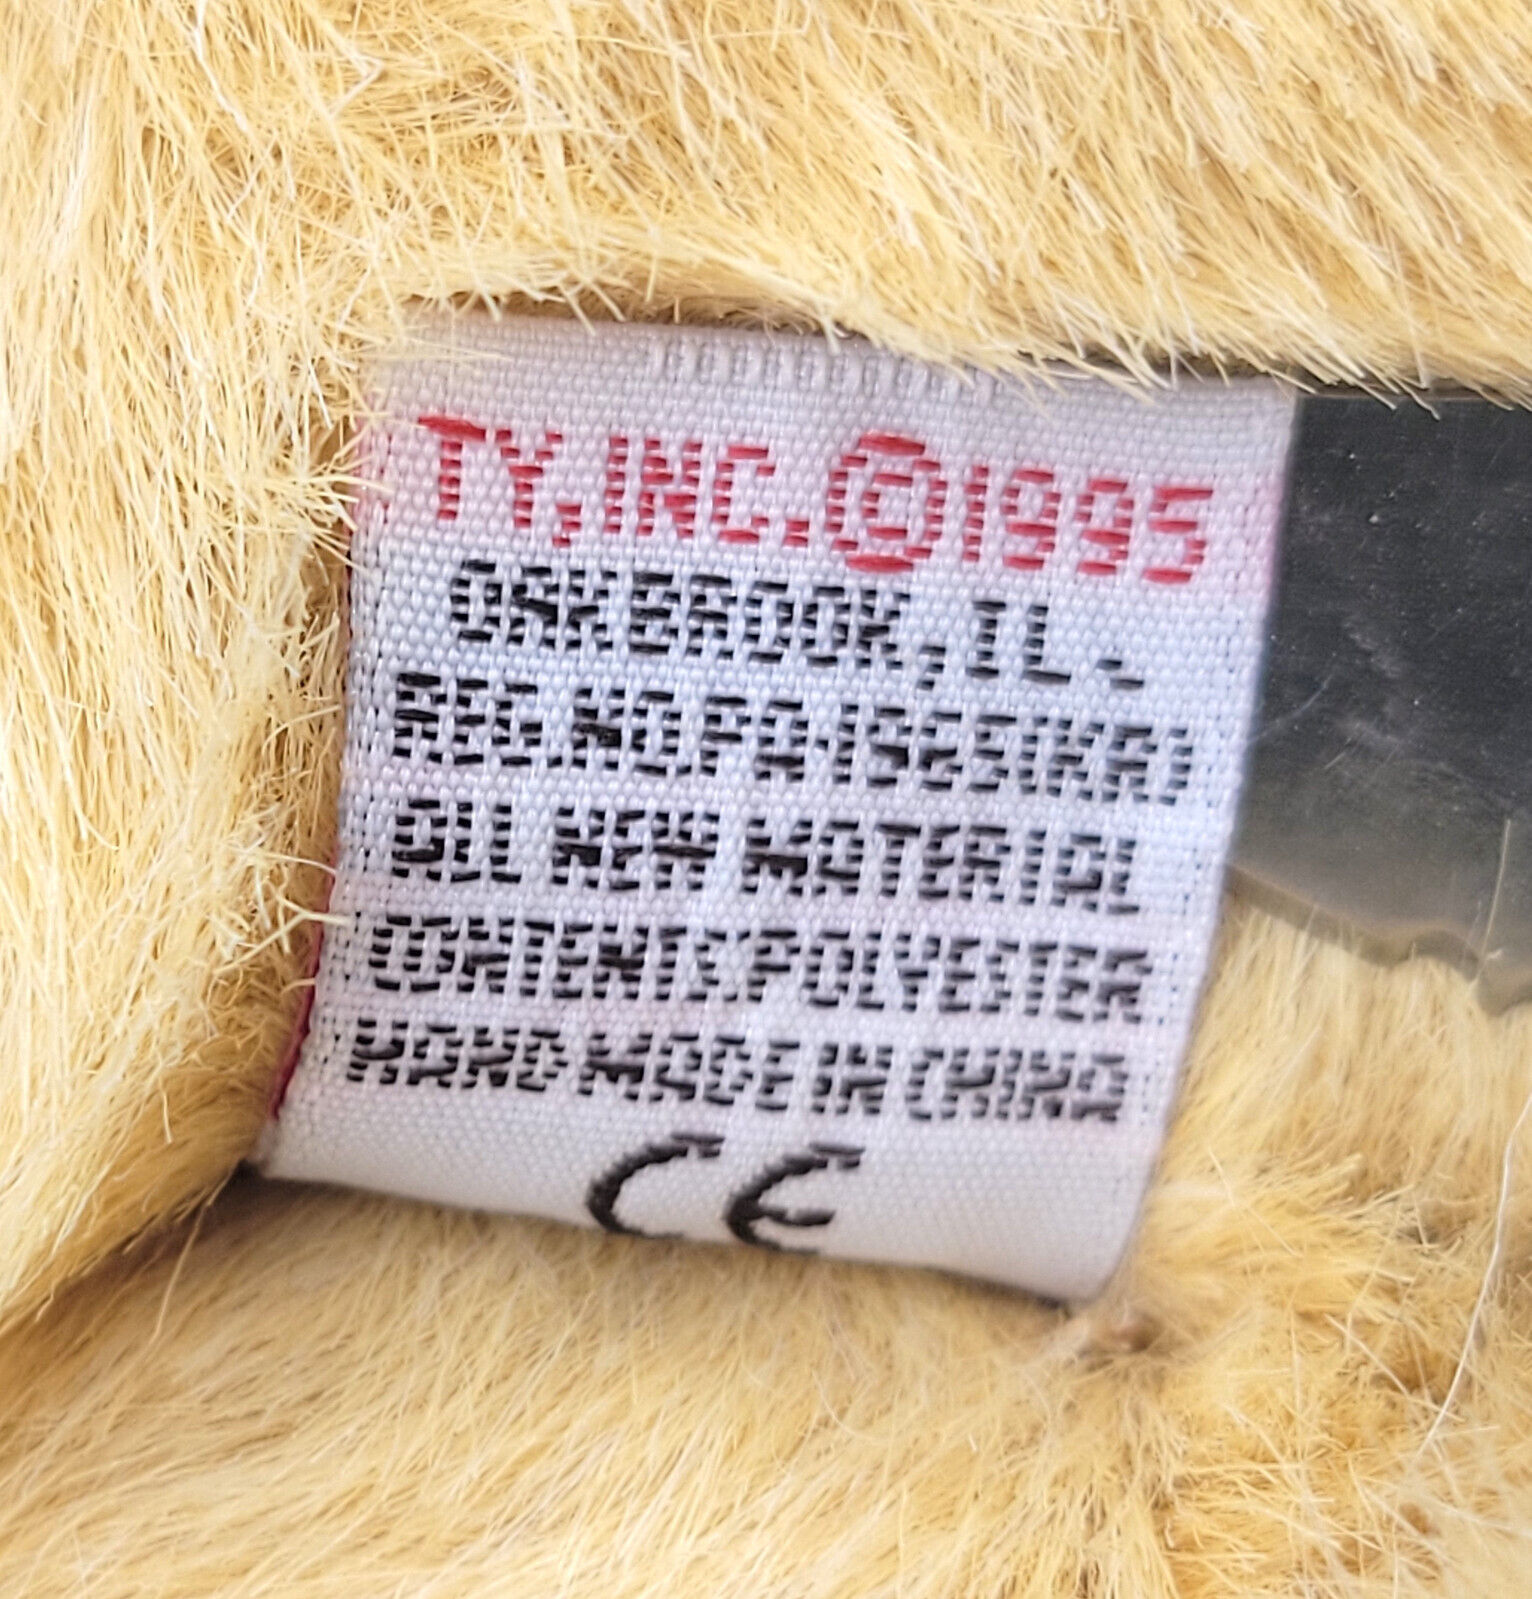 TY, INC. © 1995
OAKBROOK, IL.
REG. NO. PA-1965(KR)
ALL NEW MATERIAL
CONTENTS: POLYESTER
HAND MADE IN CHINA
CE